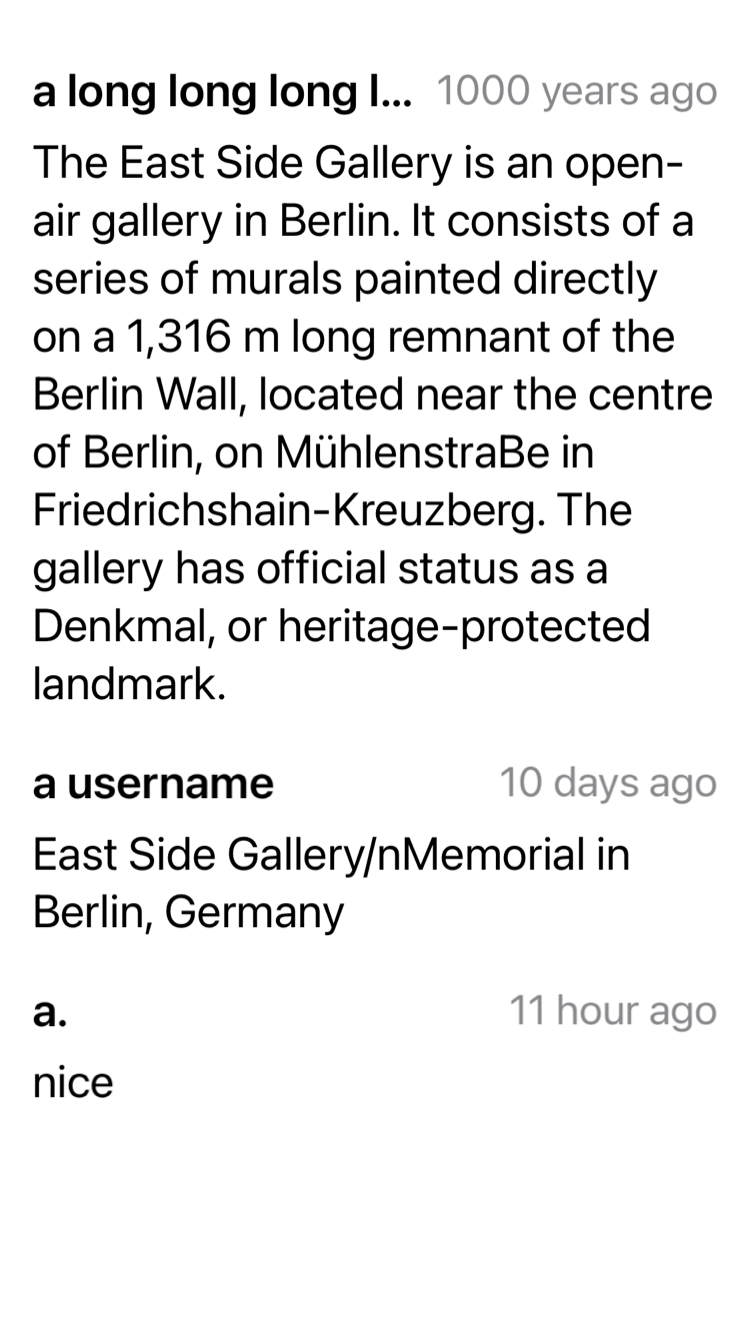 a long long long l... 1000 years ago
The East Side Gallery is an open-
air gallery in Berlin. It consists of a
series of murals painted directly
on a 1,316 m long remnant of the
Berlin Wall, located near the centre
of Berlin, on MühlenstraBe in
Friedrichshain-Kreuzberg. The
gallery has official status as a
Denkmal, or heritage-protected
landmark.
a username 10 days ago
East Side Gallery/nMemorial in
Berlin, Germany
a. 11 hour ago
nice